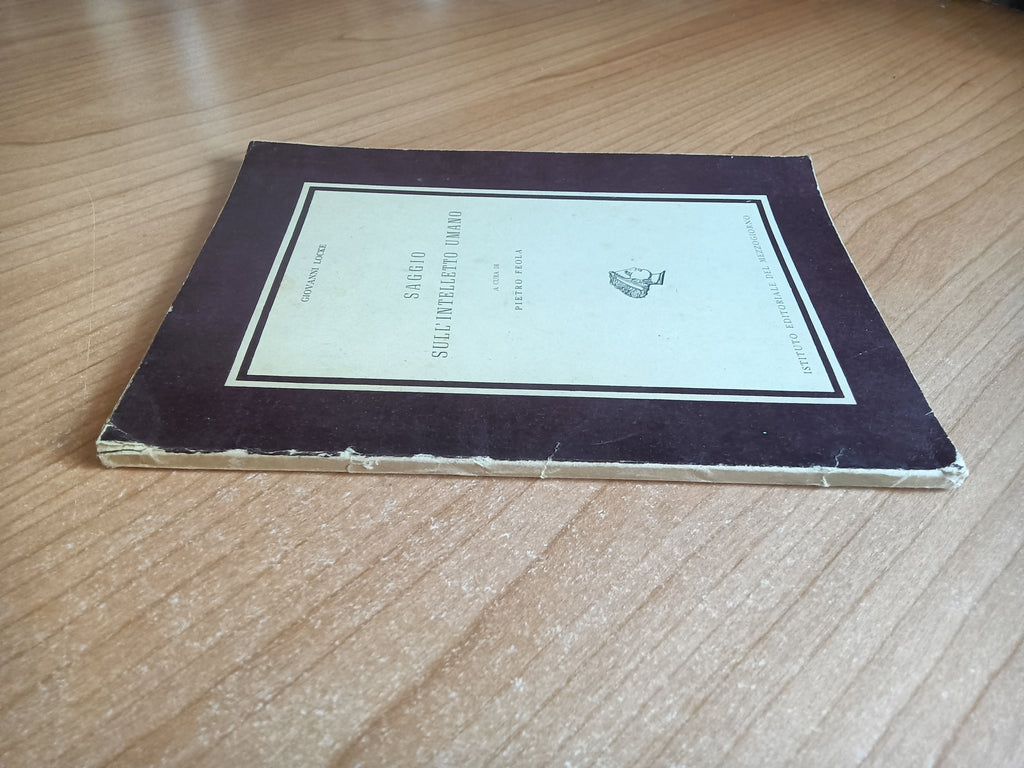 GIOVANNI LOCKE
SAGGIO
SULL'INTELLETTO UMANO
A CURA DI
PIETRO FEOLA
ISTITUTO EDITORIALE DEL MEZZOGIORNO